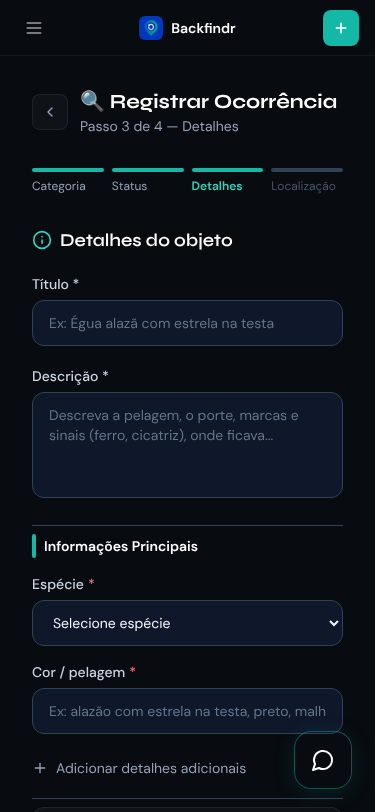 Backfindr
🔍 Registrar Ocorrência
Passo 3 de 4 — Detalhes
Categoria Status Detalhes Localização
Detalhes do objeto
Título *
Ex: Égua alazã com estrela na testa
Descrição *
Descreva a pelagem, o porte, marcas e
sinais (ferro, cicatriz), onde ficava...
Informações Principais
Espécie *
Selecione espécie
Cor / pelagem *
Ex: alazão com estrela na testa, preto, malh
Adicionar detalhes adicionais